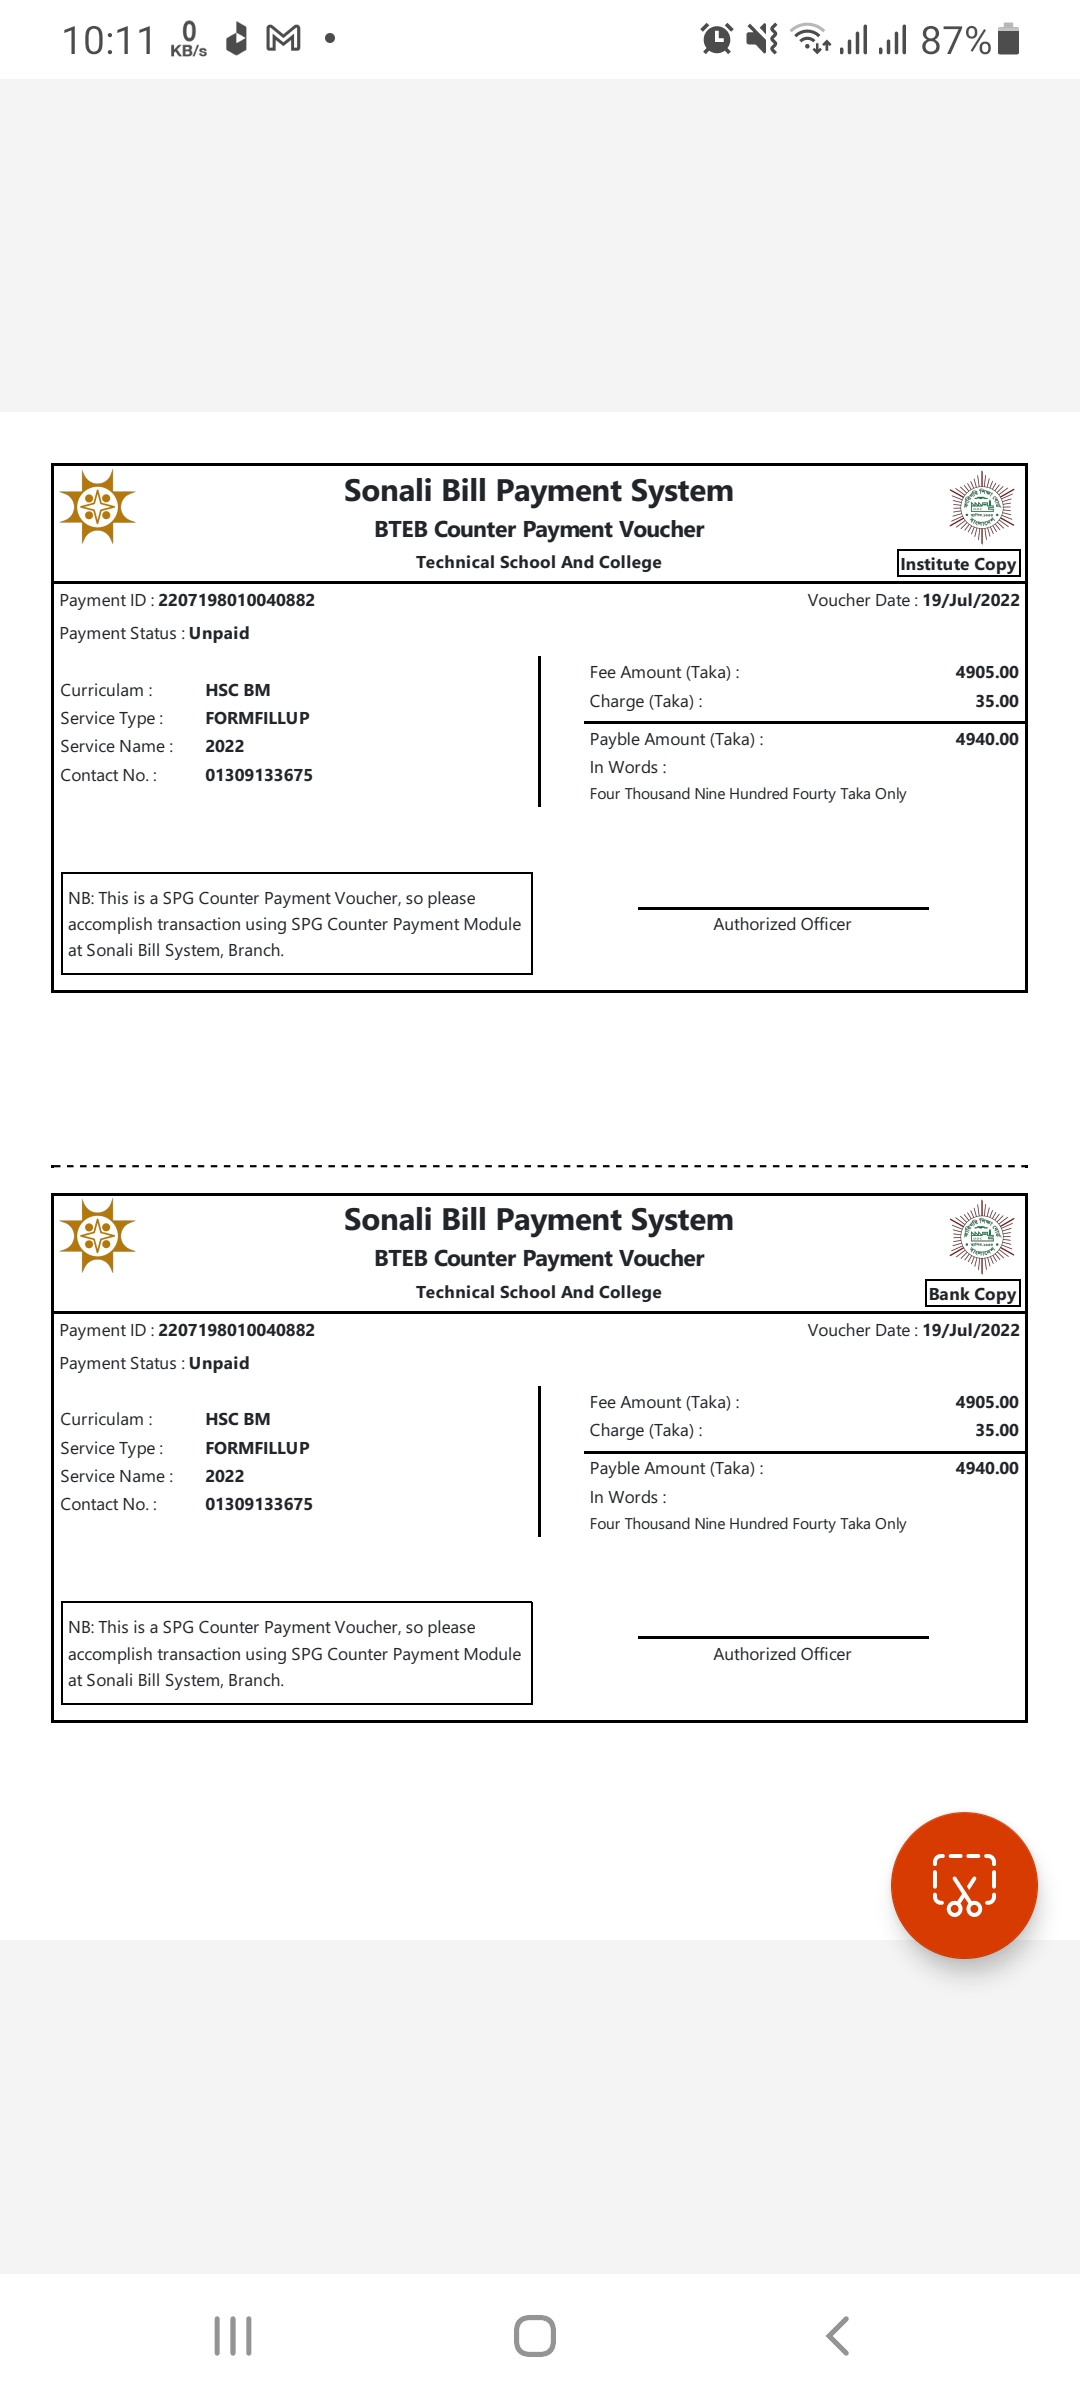 10:11 0 KB/s 87%
Sonali Bill Payment System
BTEB Counter Payment Voucher
Technical School And College
Institute Copy
Payment ID : 2207198010040882 Voucher Date : 19/Jul/2022
Payment Status : Unpaid
Curriculam : HSC BM
Service Type : FORMFILLUP
Service Name : 2022
Contact No. : 01309133675
Fee Amount (Taka) : 4905.00
Charge (Taka) : 35.00
Payble Amount (Taka) : 4940.00
In Words :
Four Thousand Nine Hundred Fourty Taka Only
NB: This is a SPG Counter Payment Voucher, so please
accomplish transaction using SPG Counter Payment Module
at Sonali Bill System, Branch.
Authorized Officer
Sonali Bill Payment System
BTEB Counter Payment Voucher
Technical School And College
Bank Copy
Payment ID : 2207198010040882 Voucher Date : 19/Jul/2022
Payment Status : Unpaid
Curriculam : HSC BM
Service Type : FORMFILLUP
Service Name : 2022
Contact No. : 01309133675
Fee Amount (Taka) : 4905.00
Charge (Taka) : 35.00
Payble Amount (Taka) : 4940.00
In Words :
Four Thousand Nine Hundred Fourty Taka Only
NB: This is a SPG Counter Payment Voucher, so please
accomplish transaction using SPG Counter Payment Module
at Sonali Bill System, Branch.
Authorized Officer